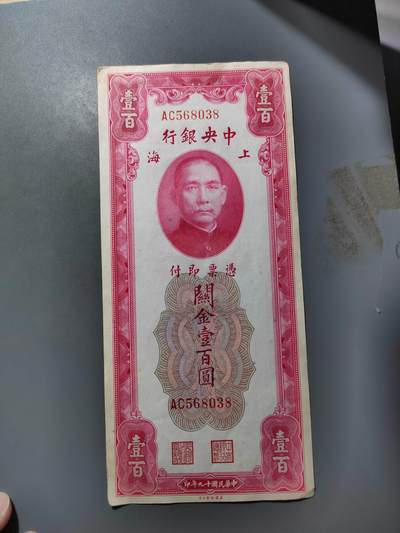 壹百 壹百
AC568038
中央銀行
上海
憑票即付
關金壹百圓
AC568038
壹百 壹百
中華民國十九年印